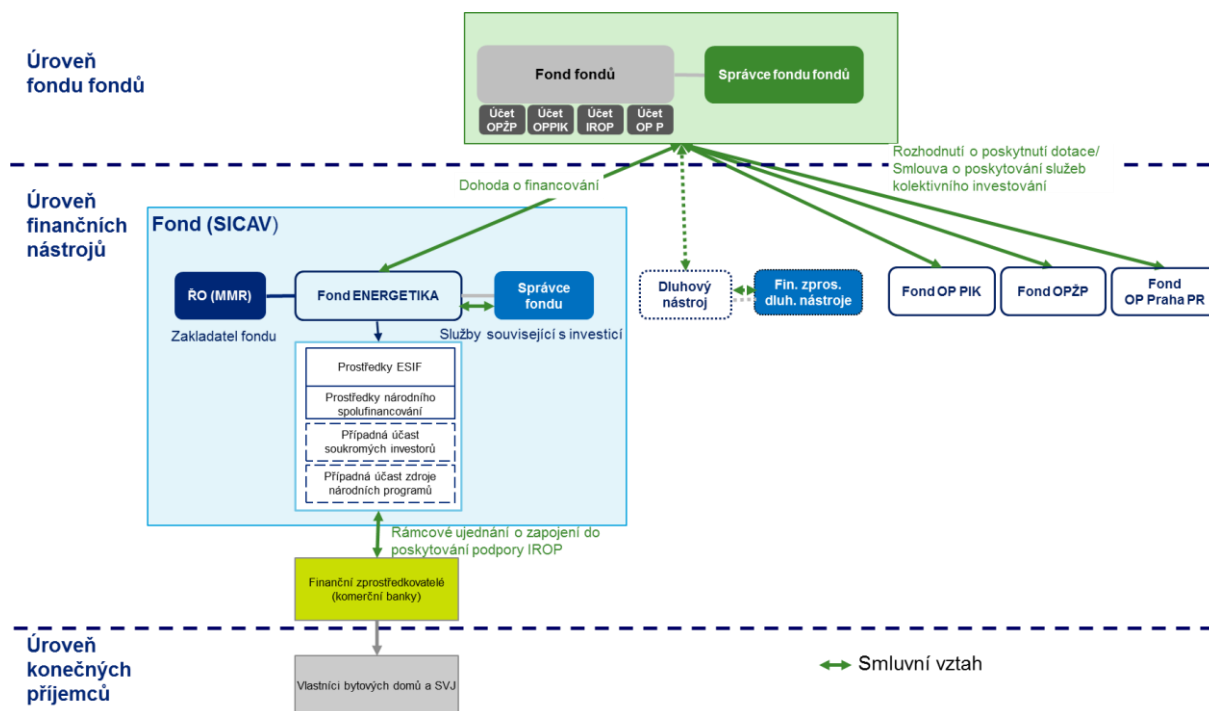 Úroveň
fondu fondů
Fond fondů
Správce fondu fondů
Účet
OPŽP
Účet
OPPIK
Účet
IROP
Účet
OP P
Dohoda o financování
Rozhodnutí o poskytnutí dotace/
Smlouva o poskytování služeb
kolektivního investování
Úroveň
finančních
nástrojů
Fond (SICAV)
ŘO (MMR)
Zakladatel fondu
Fond ENERGETIKA
Správce
fondu
Služby související s investicí
Dluhový
nástroj
Fin. zpros.
dluh. nástroje
Fond OP PIK
Fond OPŽP
Fond
OP Praha PR
Prostředky ESIF
Prostředky národního
spolufinancování
Případná účast
soukromých investorů
Případná účast zdroje
národních programů
Rámcové ujednání o zapojení do
poskytování podpory IROP
Finanční zprostředkovatelé
(komerční banky)
Úroveň
konečných
příjemců
Vlastníci bytových domů a SVJ
Smluvní vztah